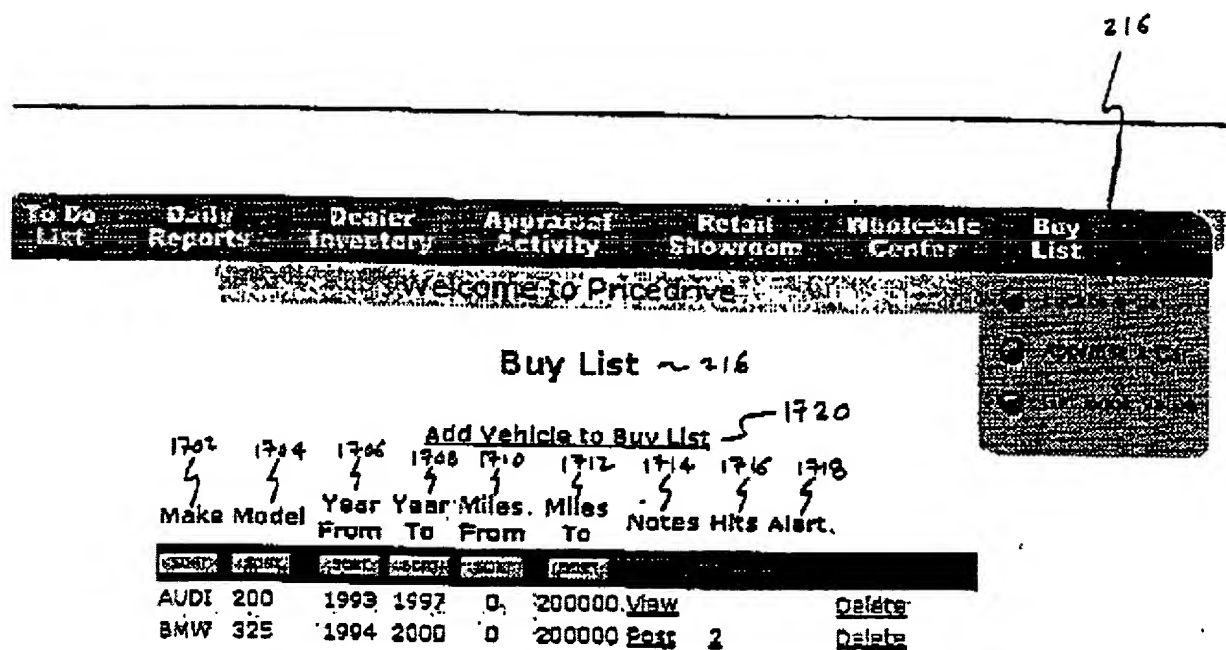 216
To Do List Daily Reports Dealer Inventory Appraisal Activity Retail Showroom Wholesale Center Buy List
Welcome to Pricedrive
Buy List ~ 216
Add Vehicle to Buy List 1720
1702 1704 1706 1708 1710 1712 1714 1716 1718
Make Model Year From Year To Miles. From Miles To Notes Hits Alert.
AUDI 200 1993 1997 0 200000 View Delete
BMW 325 1994 2000 0 200000 Post 2 Delete